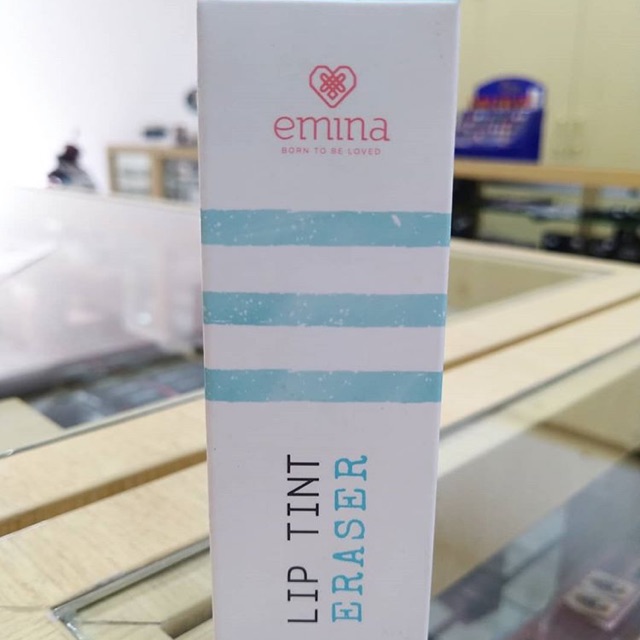 emina
BORN TO BE LOVED
LIP TINT
ERASER